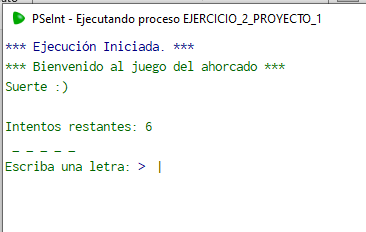 PSeInt - Ejecutando proceso EJERCICIO_2_PROYECTO_1
*** Ejecución Iniciada. ***
*** Bienvenido al juego del ahorcado ***
Suerte :)
Intentos restantes: 6
_ _ _ _ _
Escriba una letra: > |